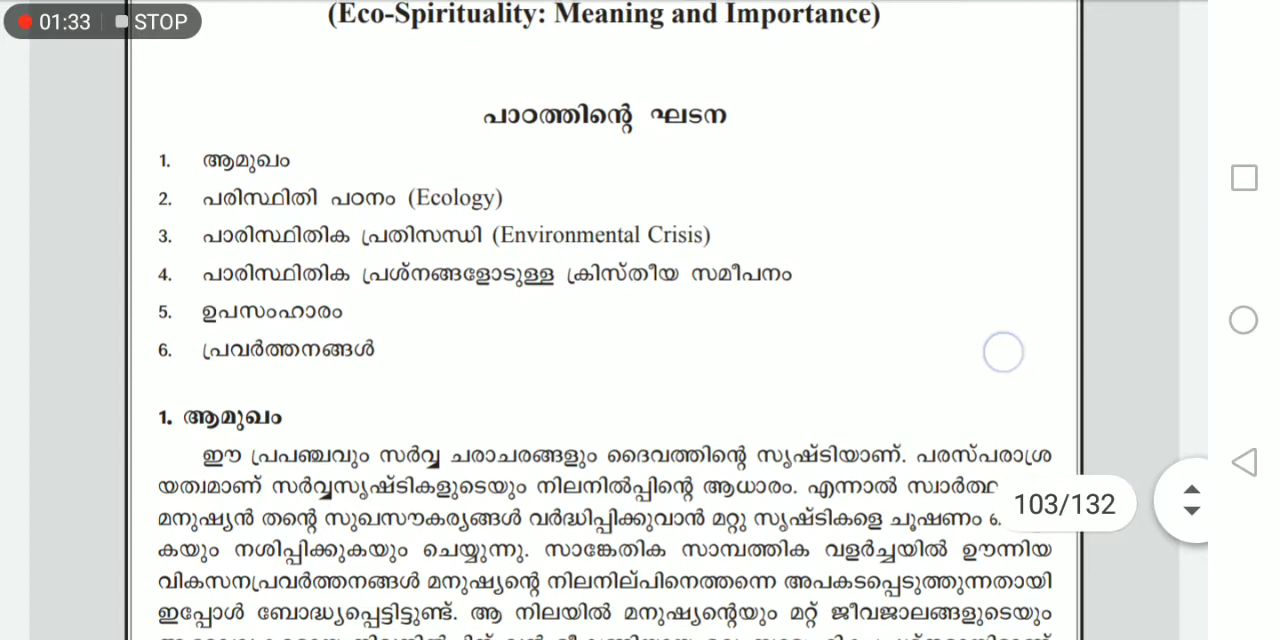 01:33 STOP
(Eco-Spirituality: Meaning and Importance)
പാഠത്തിന്റെ ഘടന
1. ആമുഖം
2. പരിസ്ഥിതി പഠനം (Ecology)
3. പാരിസ്ഥിതിക പ്രതിസന്ധി (Environmental Crisis)
4. പാരിസ്ഥിതിക പ്രശ്നങ്ങളോടുള്ള ക്രിസ്തീയ സമീപനം
5. ഉപസംഹാരം
6. പ്രവർത്തനങ്ങൾ
1. ആമുഖം
ഈ പ്രപഞ്ചവും സർവ്വ ചരാചരങ്ങളും ദൈവത്തിന്റെ സൃഷ്ടിയാണ്. പരസ്പരാശ്ര
യത്വമാണ് സർവ്വസൃഷ്ടികളുടെയും നിലനിൽപ്പിന്റെ ആധാരം. എന്നാൽ
103/132
മനുഷ്യൻ തന്റെ സുഖസൗകര്യങ്ങൾ വർദ്ധിപ്പിക്കുവാൻ മറ്റു സൃഷ്ടികളെ ചൂഷണം
കയും നശിപ്പിക്കുകയും ചെയ്യുന്നു. സാങ്കേതിക സാമ്പത്തിക വളർച്ചയിൽ ഊന്നിയ
വികസനപ്രവർത്തനങ്ങൾ മനുഷ്യന്റെ നിലനില്പിനെത്തന്നെ അപകടപ്പെടുത്തുന്നതായി
ഇപ്പോൾ ബോദ്ധ്യപ്പെട്ടിട്ടുണ്ട്. ആ നിലയിൽ മനുഷ്യന്റെയും മറ്റ് ജീവജാലങ്ങളുടെയും